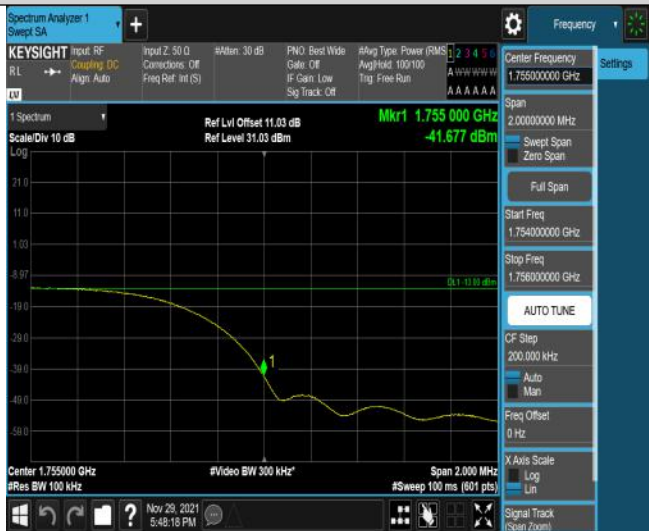 Spectrum Analyzer 1
Swept SA
+
Frequency
KEYSIGHT
RL
Input: RF
Coupling: DC
Align: Auto
Input Z: 50 Ω
Corrections: Off
Freq Ref: Int (S)
#Atten: 30 dB
PNO: Best Wide
Gate: Off
IF Gain: Low
Sig Track: Off
#Avg Type: Power (RMS
Avg|Hold: 100/100
Trig: Free Run
1 2 3 4 5 6
A W W W W W
A A A A A A
LXI
1 Spectrum
Scale/Div 10 dB
Log
Ref Lvl Offset 11.03 dB
Ref Level 31.03 dBm
Mkr1 1.755 000 GHz
-41.677 dBm
21.0
11.0
1.03
-8.97
-19.0
-29.0
-39.0
-49.0
-59.0
DL1 -13.00 dBm
1
Center 1.755000 GHz
#Res BW 100 kHz
#Video BW 300 kHz*
Span 2.000 MHz
#Sweep 100 ms (601 pts)
Center Frequency
1.755000000 GHz
Span
2.00000000 MHz
Swept Span
Zero Span
Full Span
Start Freq
1.754000000 GHz
Stop Freq
1.756000000 GHz
AUTO TUNE
CF Step
200.000 kHz
Auto
Man
Freq Offset
0 Hz
X Axis Scale
Log
Lin
Signal Track
(Span Zoom)
Settings
?
Nov 29, 2021
5:48:18 PM